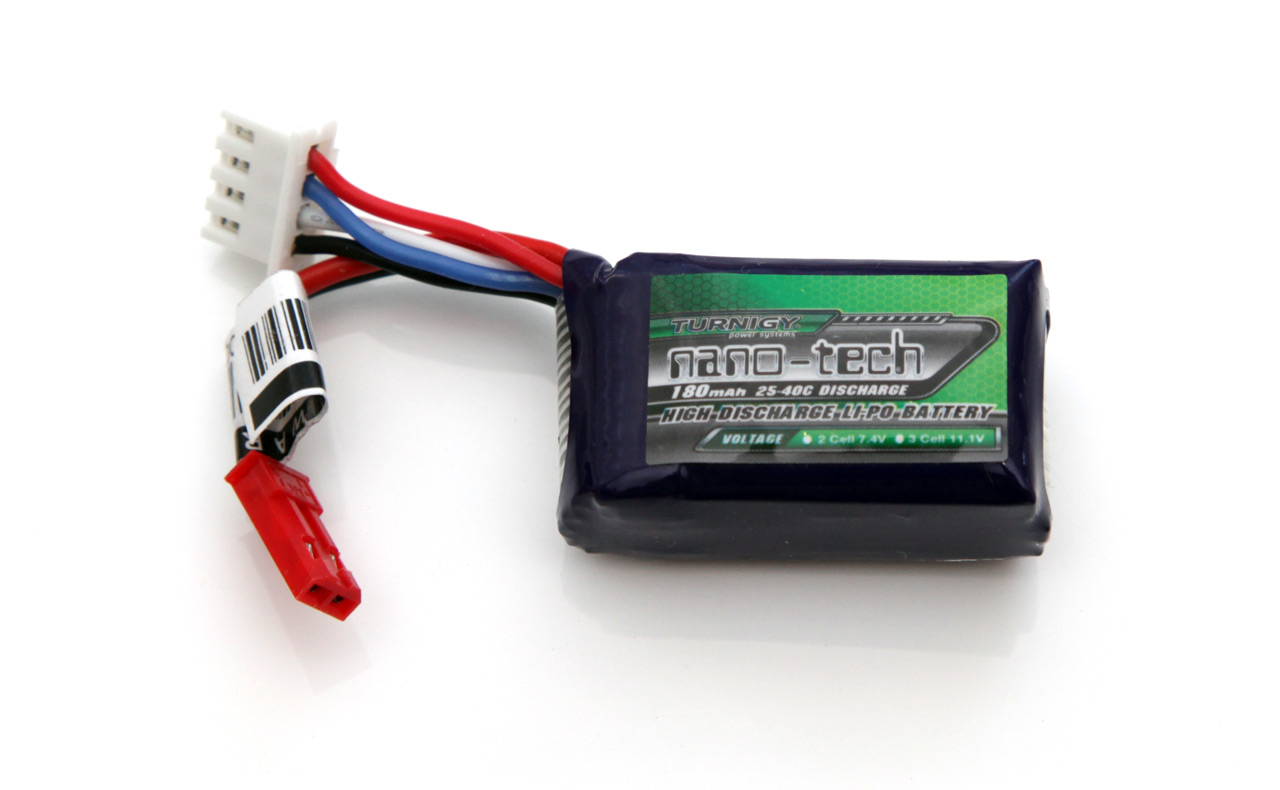 TURNIGY
power systems
nano-tech
180mAh 25-40C DISCHARGE
HIGH DISCHARGE LI-PO BATTERY
VOLTAGE 2 Cell 7.4V 3 Cell 11.1V